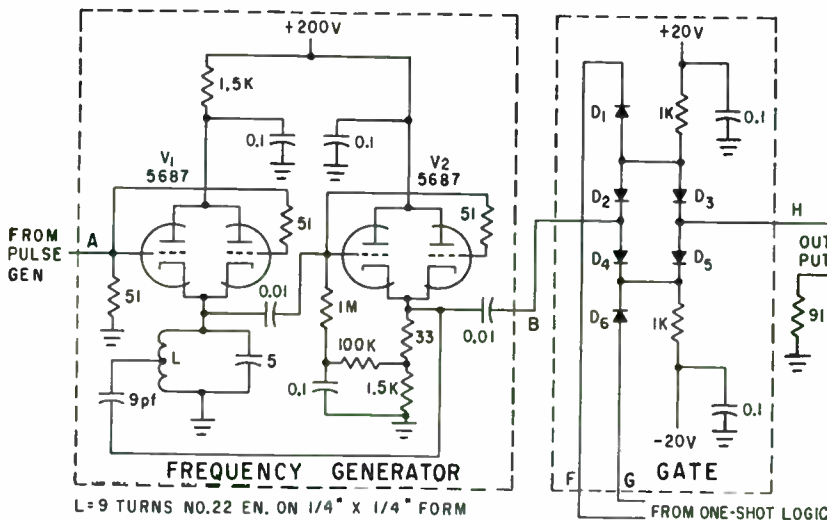 +200V
+20V
1.5K
D1
1K
0.1
0.1
0.1
V1
5687
V2
5687
D2
D3
51
51
H
FROM
PULSE
GEN
A
OUT
PUT
D4
D5
51
0.01
1M
0.01
B
D6
1K
91
33
L
5
100K
9pf
0.1
1.5K
0.1
-20V
FREQUENCY GENERATOR
F
G
GATE
L=9 TURNS NO.22 EN. ON 1/4" X 1/4" FORM
FROM ONE-SHOT LOGIC